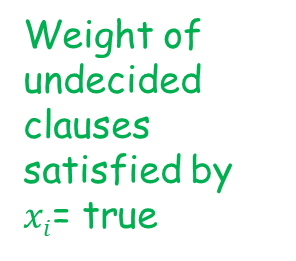 Weight of
undecided
clauses
satisfied by
𝑥ᵢ= true